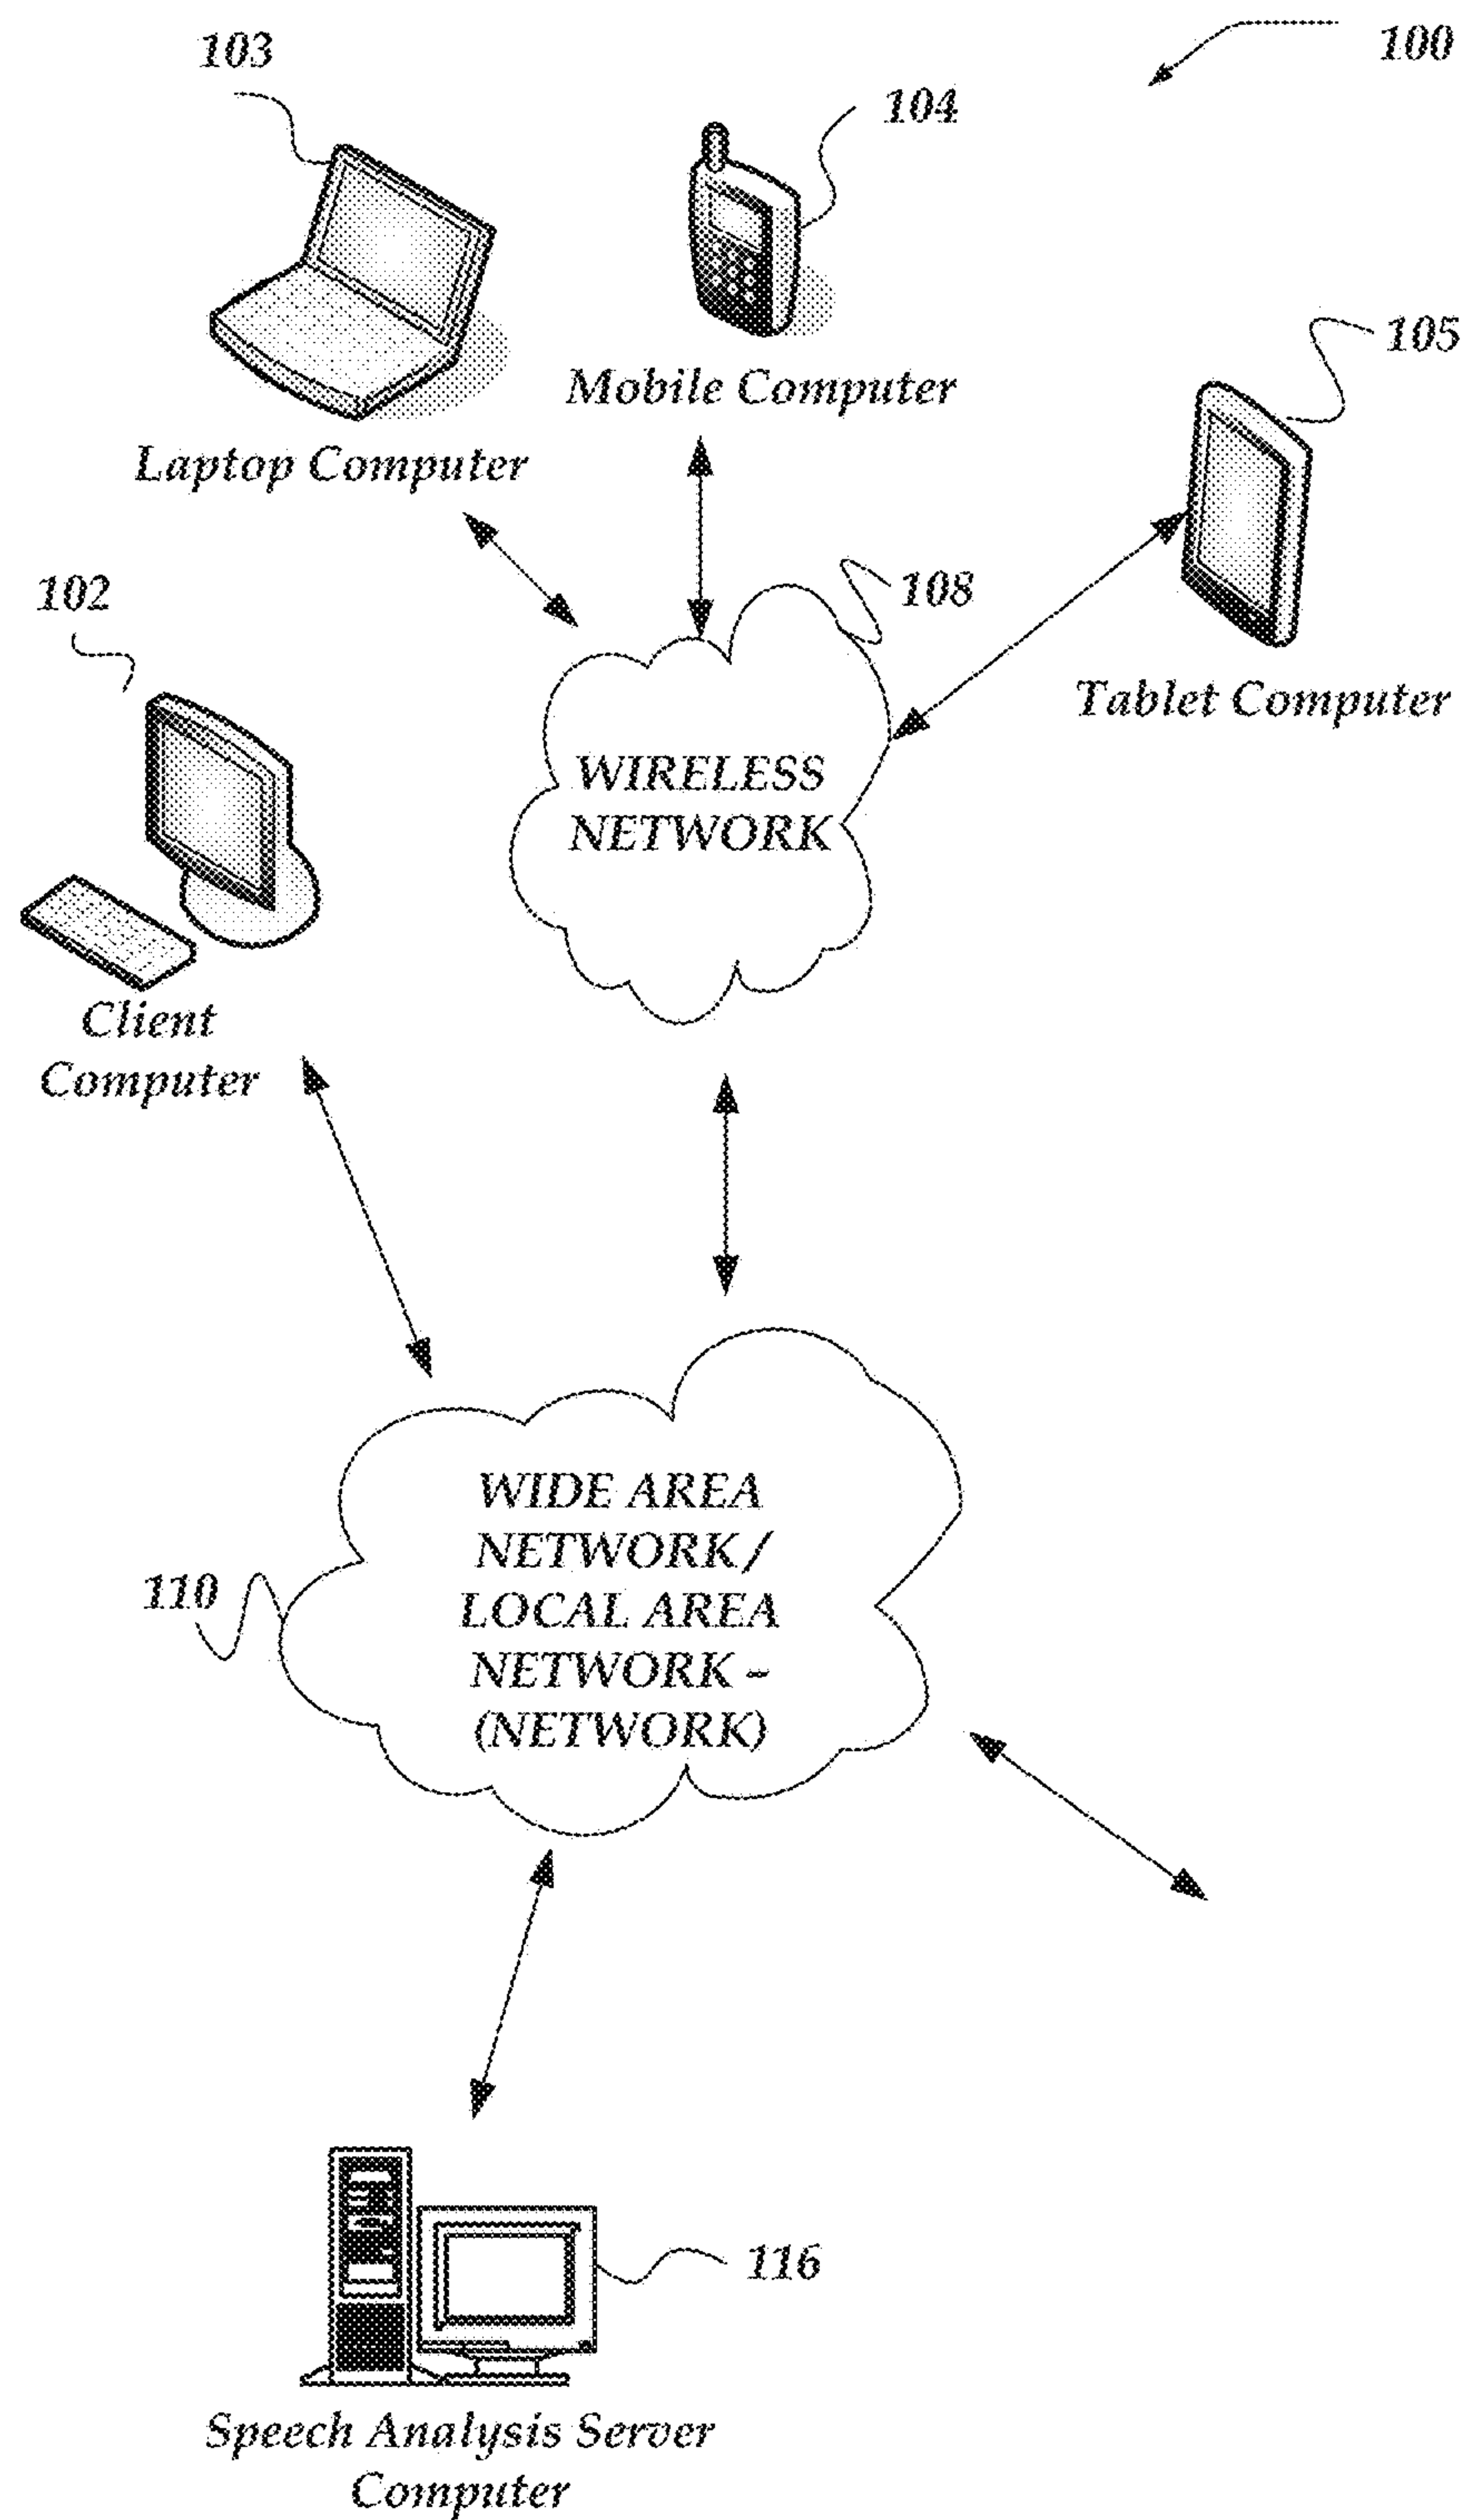 103
100
104
105
Mobile Computer
Laptop Computer
108
102
Tablet Computer
WIRELESS
NETWORK
Client
Computer
WIDE AREA
NETWORK/
LOCAL AREA
NETWORK –
(NETWORK)
110
116
Speech Analysis Server
Computer